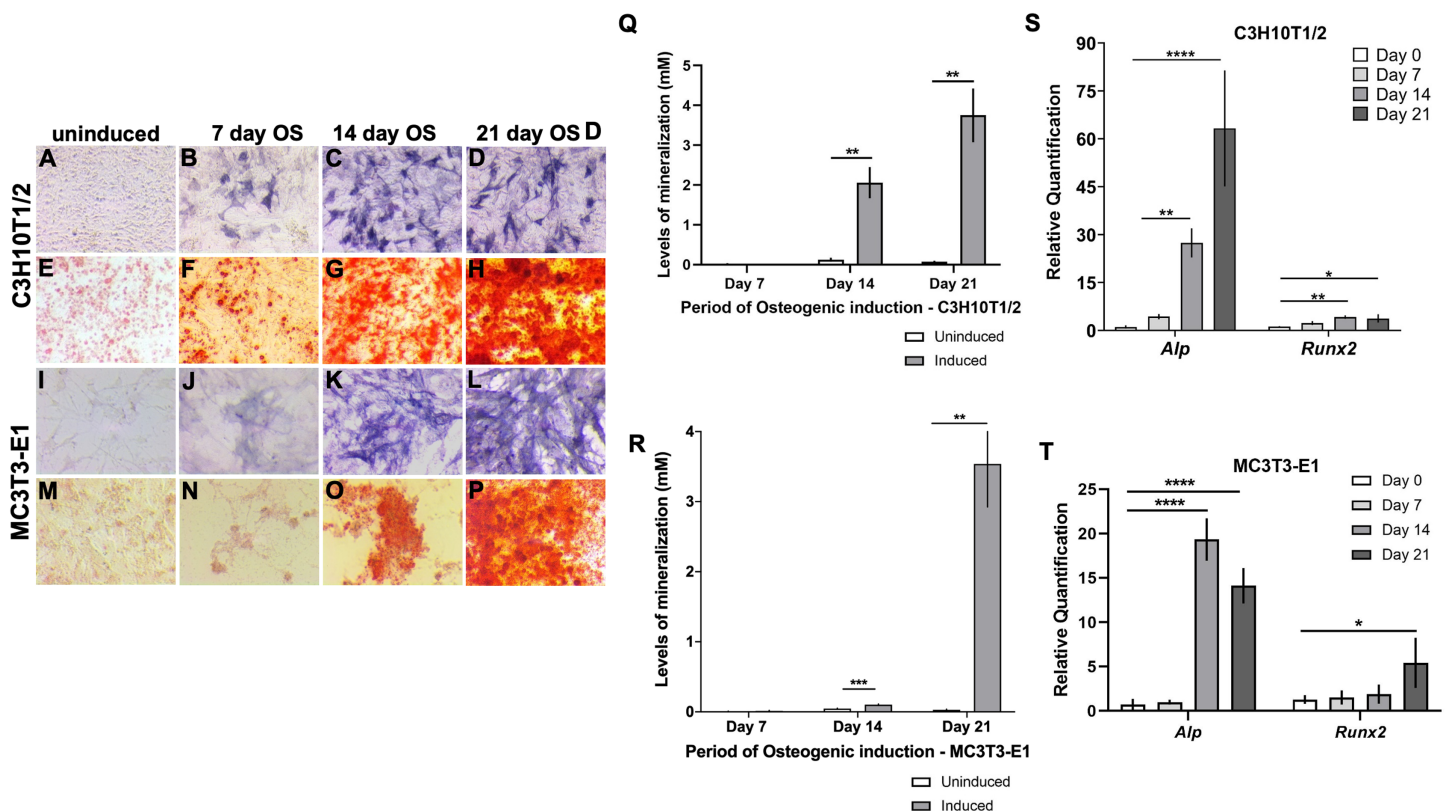 uninduced 7 day OS 14 day OS 21 day OS D
C3H10T1/2
A B C D
E F G H
MC3T3-E1
I J K L
M N O P
Q
Levels of mineralization (mM)
5
4
3
2
1
0
**
**
Day 7 Day 14 Day 21
Period of Osteogenic induction - C3H10T1/2
Uninduced
Induced
R
Levels of mineralization (mM)
4
3
2
1
0
***
**
Day 7 Day 14 Day 21
Period of Osteogenic induction - MC3T3-E1
Uninduced
Induced
S
C3H10T1/2
Relative Quantification
90
75
60
45
30
15
0
****
**
*
**
Day 0
Day 7
Day 14
Day 21
Alp Runx2
T
MC3T3-E1
Relative Quantification
25
20
15
10
5
0
****
****
*
Day 0
Day 7
Day 14
Day 21
Alp Runx2